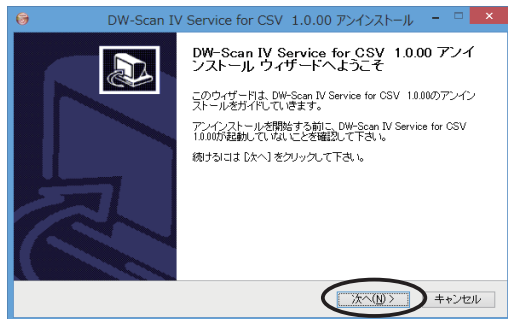 DW-Scan IV Service for CSV 1.0.00 アンインストール
DW-Scan IV Service for CSV 1.0.00 アンイ
ンストール ウィザードへようこそ
このウィザードは、DW-Scan IV Service for CSV 1.0.00のアンイン
ストールをガイドしていきます。
アンインストールを開始する前に、DW-Scan IV Service for CSV
1.0.00が起動していないことを確認して下さい。
続けるには [次へ] をクリックして下さい。
次へ(N) >
キャンセル